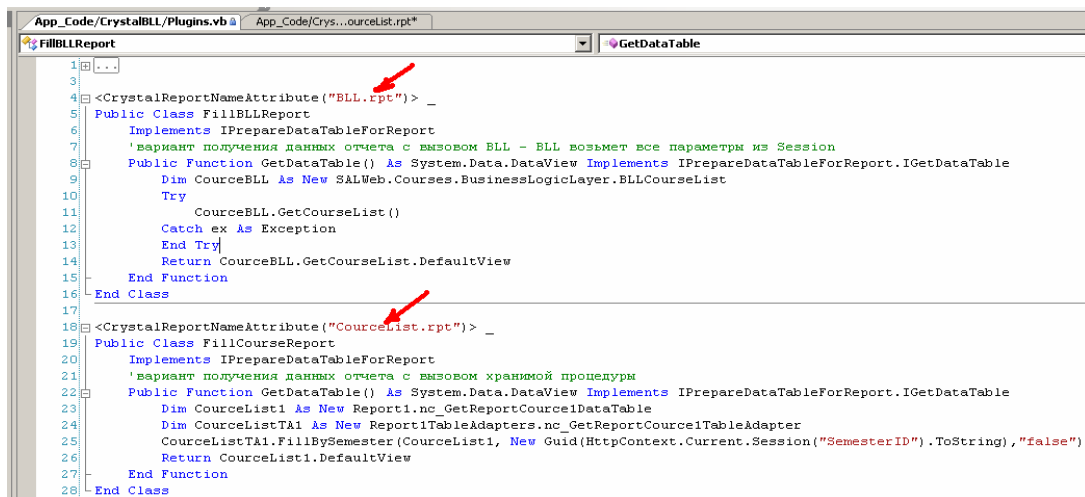 App_Code/CrystalBLL/Plugins.vb App_Code/Crys...ourceList.rpt*
FillBLLReport GetDataTable
1 ...
3
4 <CrystalReportNameAttribute("BLL.rpt")> _
5 Public Class FillBLLReport
6 Implements IPrepareDataTableForReport
7 'вариант получения данных отчета с вызовом BLL - BLL возьмет все параметры из Session
8 Public Function GetDataTable() As System.Data.DataView Implements IPrepareDataTableForReport.IGetDataTable
9 Dim CourceBLL As New SALWeb.Courses.BusinessLogicLayer.BLLCourseList
10 Try
11 CourceBLL.GetCourseList()
12 Catch ex As Exception
13 End Try
14 Return CourceBLL.GetCourseList.DefaultView
15 End Function
16 End Class
17
18 <CrystalReportNameAttribute("CourceList.rpt")> _
19 Public Class FillCourseReport
20 Implements IPrepareDataTableForReport
21 'вариант получения данных отчета с вызовом хранимой процедуры
22 Public Function GetDataTable() As System.Data.DataView Implements IPrepareDataTableForReport.IGetDataTable
23 Dim CourceList1 As New Report1.nc_GetReportCource1DataTable
24 Dim CourceListTA1 As New Report1TableAdapters.nc_GetReportCource1TableAdapter
25 CourceListTA1.FillBySemester(CourceList1, New Guid(HttpContext.Current.Session("SemesterID").ToString),"false")
26 Return CourceList1.DefaultView
27 End Function
28 End Class